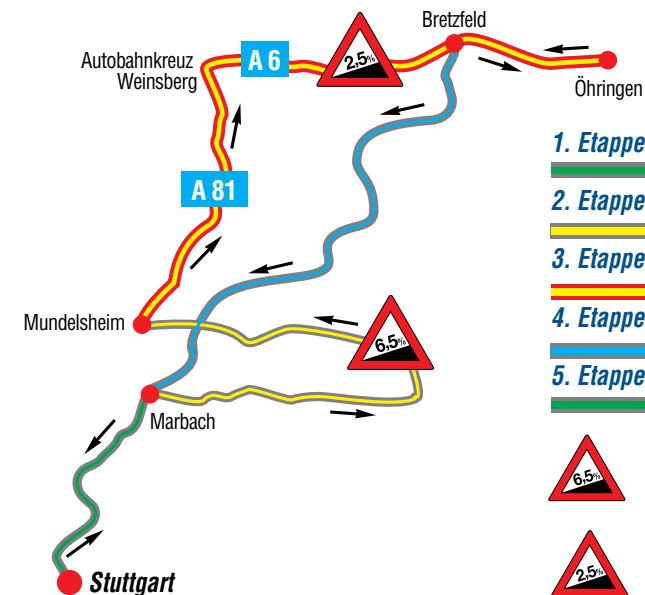 Bretzfeld
Autobahnkreuz
Weinsberg
A 6
2,5%
Öhringen
A 81
Mundelsheim
6,5%
Marbach
Stuttgart
1. Etappe
2. Etappe
3. Etappe
4. Etappe
5. Etappe
6,5%
2,5%